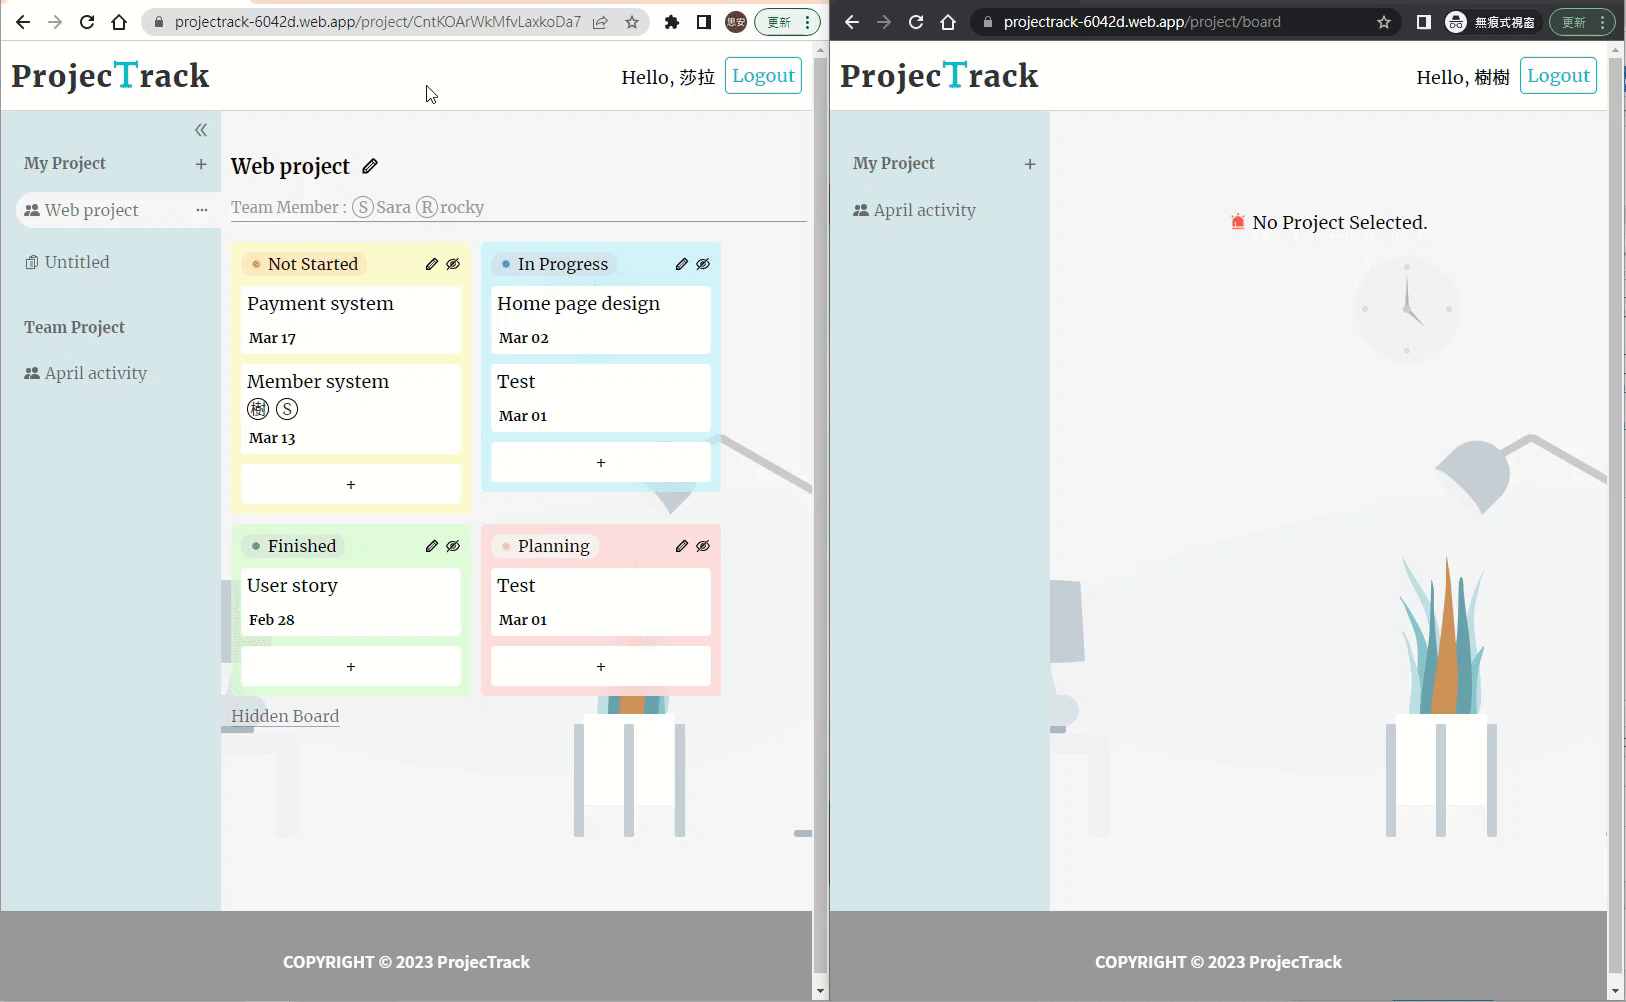 projectrack-6042d.web.app/project/CntKOArWkMfvLaxkoDa7
思安
更新
ProjecTrack
Hello, 莎拉
Logout
My Project
+
Web project
...
Untitled
Team Project
April activity
Web project
Team Member : S Sara R rocky
Not Started
Payment system
Mar 17
Member system
樹 S
Mar 13
+
In Progress
Home page design
Mar 02
Test
Mar 01
+
Finished
User story
Feb 28
+
Planning
Test
Mar 01
+
Hidden Board
COPYRIGHT © 2023 ProjecTrack
projectrack-6042d.web.app/project/board
無痕式視窗
更新
ProjecTrack
Hello, 樹樹
Logout
My Project
+
April activity
No Project Selected.
COPYRIGHT © 2023 ProjecTrack